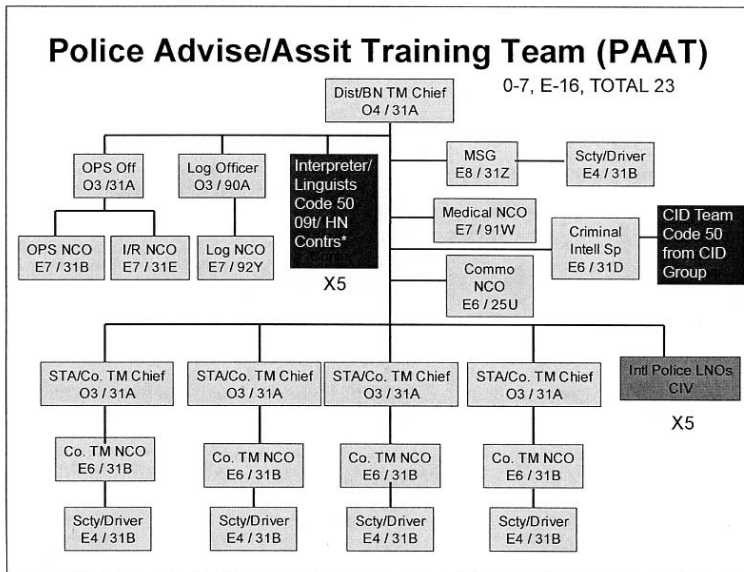 Police Advise/Assit Training Team (PAAT)
0-7, E-16, TOTAL 23
Dist/BN TM Chief
O4 / 31A
OPS Off
O3 /31A
Log Officer
O3 / 90A
Interpreter/
Linguists
Code 50
09t/ HN
Contrs*
X5
MSG
E8 / 31Z
Scty/Driver
E4 / 31B
OPS NCO
E7 / 31B
I/R NCO
E7 / 31E
Log NCO
E7 / 92Y
Medical NCO
E7 / 91W
Criminal
Intell Sp
E6 / 31D
CID Team
Code 50
from CID
Group
Commo
NCO
E6 / 25U
STA/Co. TM Chief
O3 / 31A
STA/Co. TM Chief
O3 / 31A
STA/Co. TM Chief
O3 / 31A
STA/Co. TM Chief
O3 / 31A
Intl Police LNOs
CIV
X5
Co. TM NCO
E6 / 31B
Co. TM NCO
E6 / 31B
Co. TM NCO
E6 / 31B
Co. TM NCO
E6 / 31B
Scty/Driver
E4 / 31B
Scty/Driver
E4 / 31B
Scty/Driver
E4 / 31B
Scty/Driver
E4 / 31B